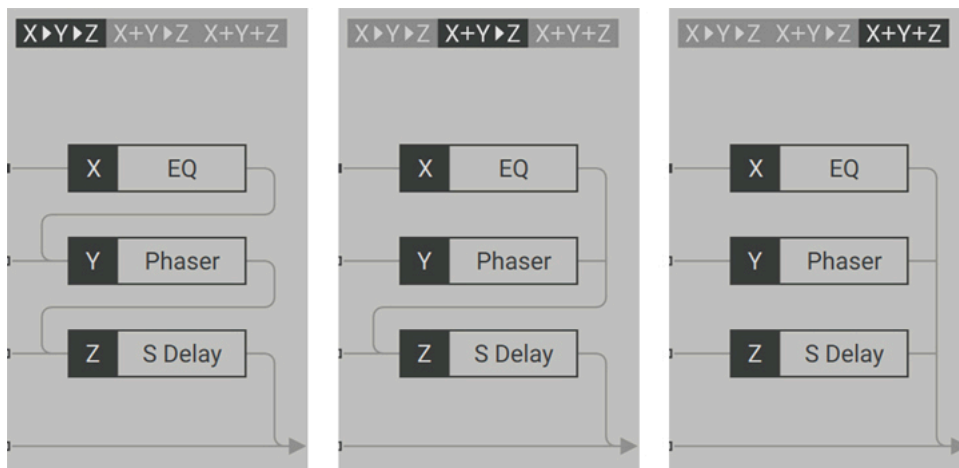 X▶Y▶Z X+Y▶Z X+Y+Z
X EQ
Y Phaser
Z S Delay
X▶Y▶Z X+Y▶Z X+Y+Z
X EQ
Y Phaser
Z S Delay
X▶Y▶Z X+Y▶Z X+Y+Z
X EQ
Y Phaser
Z S Delay